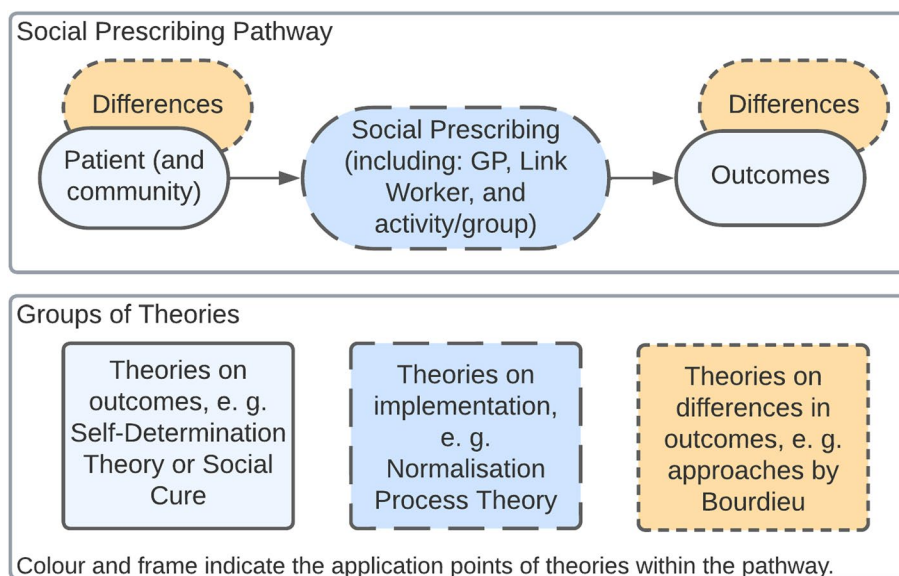 Social Prescribing Pathway
Differences
Patient (and
community)
Social Prescribing
(including: GP, Link
Worker, and
activity/group)
Differences
Outcomes
Groups of Theories
Theories on
outcomes, e. g.
Self-Determination
Theory or Social
Cure
Theories on
implementation,
e. g.
Normalisation
Process Theory
Theories on
differences in
outcomes, e. g.
approaches by
Bourdieu
Colour and frame indicate the application points of theories within the pathway.